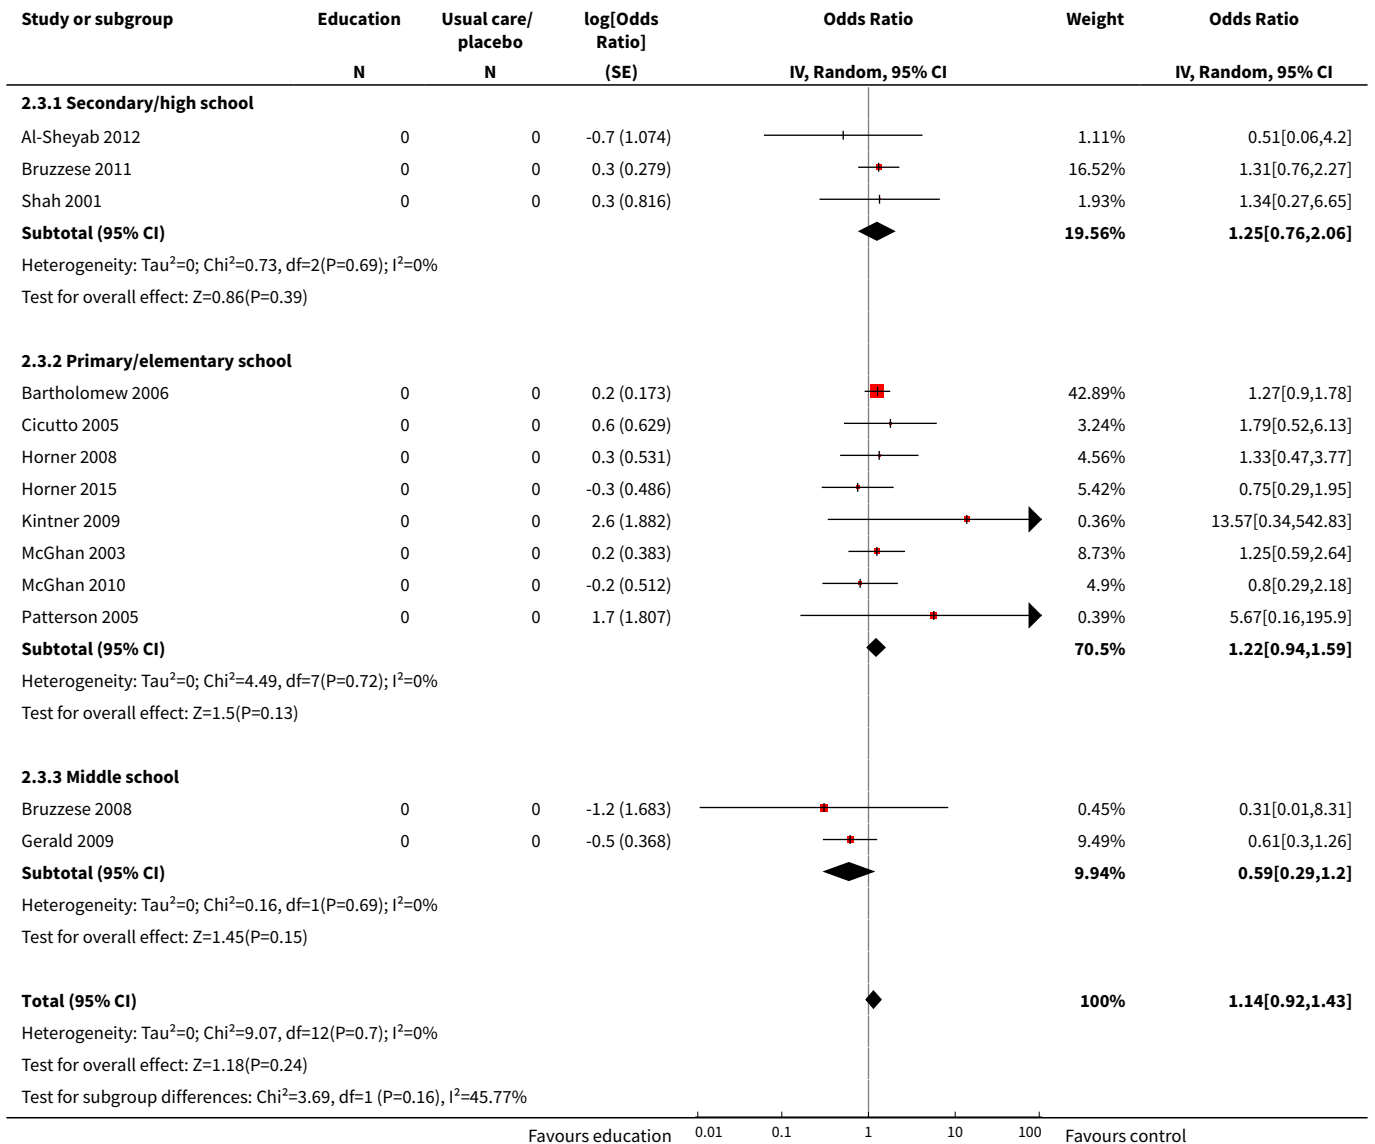 Study or subgroup Education Usual care/ placebo log[Odds Ratio] Odds Ratio Weight Odds Ratio
N N (SE) IV, Random, 95% CI IV, Random, 95% CI
2.3.1 Secondary/high school
Al-Sheyab 2012 0 0 -0.7 (1.074) 1.11% 0.51[0.06,4.2]
Bruzzese 2011 0 0 0.3 (0.279) 16.52% 1.31[0.76,2.27]
Shah 2001 0 0 0.3 (0.816) 1.93% 1.34[0.27,6.65]
Subtotal (95% CI) 19.56% 1.25[0.76,2.06]
Heterogeneity: Tau²=0; Chi²=0.73, df=2(P=0.69); I²=0%
Test for overall effect: Z=0.86(P=0.39)
2.3.2 Primary/elementary school
Bartholomew 2006 0 0 0.2 (0.173) 42.89% 1.27[0.9,1.78]
Cicutto 2005 0 0 0.6 (0.629) 3.24% 1.79[0.52,6.13]
Horner 2008 0 0 0.3 (0.531) 4.56% 1.33[0.47,3.77]
Horner 2015 0 0 -0.3 (0.486) 5.42% 0.75[0.29,1.95]
Kintner 2009 0 0 2.6 (1.882) 0.36% 13.57[0.34,542.83]
McGhan 2003 0 0 0.2 (0.383) 8.73% 1.25[0.59,2.64]
McGhan 2010 0 0 -0.2 (0.512) 4.9% 0.8[0.29,2.18]
Patterson 2005 0 0 1.7 (1.807) 0.39% 5.67[0.16,195.9]
Subtotal (95% CI) 70.5% 1.22[0.94,1.59]
Heterogeneity: Tau²=0; Chi²=4.49, df=7(P=0.72); I²=0%
Test for overall effect: Z=1.5(P=0.13)
2.3.3 Middle school
Bruzzese 2008 0 0 -1.2 (1.683) 0.45% 0.31[0.01,8.31]
Gerald 2009 0 0 -0.5 (0.368) 9.49% 0.61[0.3,1.26]
Subtotal (95% CI) 9.94% 0.59[0.29,1.2]
Heterogeneity: Tau²=0; Chi²=0.16, df=1(P=0.69); I²=0%
Test for overall effect: Z=1.45(P=0.15)
Total (95% CI) 100% 1.14[0.92,1.43]
Heterogeneity: Tau²=0; Chi²=9.07, df=12(P=0.7); I²=0%
Test for overall effect: Z=1.18(P=0.24)
Test for subgroup differences: Chi²=3.69, df=1 (P=0.16), I²=45.77%
Favours education 0.01 0.1 1 10 100 Favours control